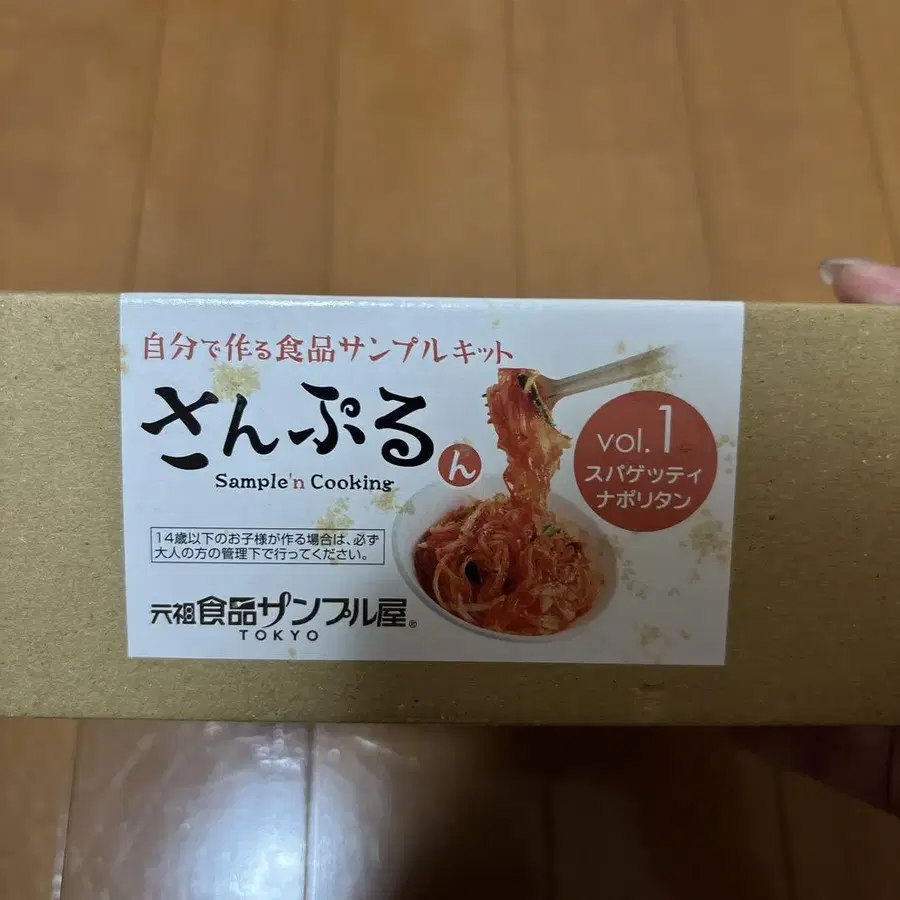 自分で作る食品サンプルキット
さんぷるん
Sample'n Cooking
vol.1
スパゲッティ
ナポリタン
14歳以下のお子様が作る場合は、必ず
大人の方の管理下で行ってください。
元祖食品サンプル屋®
TOKYO